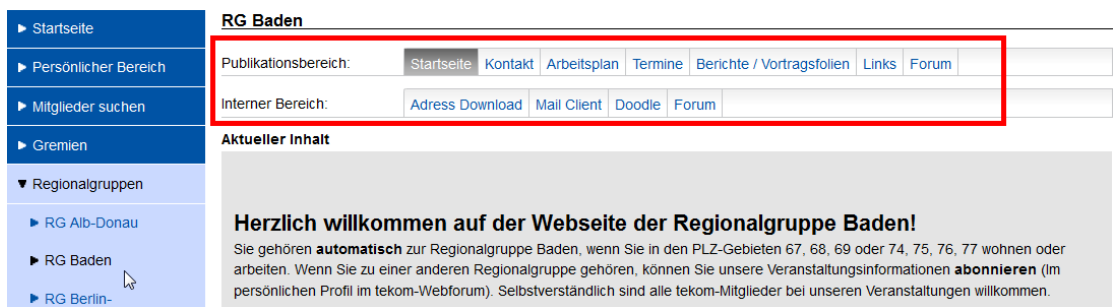 Startseite
Persönlicher Bereich
Mitglieder suchen
Gremien
Regionalgruppen
RG Alb-Donau
RG Baden
RG Berlin-
RG Baden
Publikationsbereich: Startseite Kontakt Arbeitsplan Termine Berichte / Vortragsfolien Links Forum
Interner Bereich: Adress Download Mail Client Doodle Forum
Aktueller Inhalt
Herzlich willkommen auf der Webseite der Regionalgruppe Baden!
Sie gehören automatisch zur Regionalgruppe Baden, wenn Sie in den PLZ-Gebieten 67, 68, 69 oder 74, 75, 76, 77 wohnen oder
arbeiten. Wenn Sie zu einer anderen Regionalgruppe gehören, können Sie unsere Veranstaltungsinformationen abonnieren (Im
persönlichen Profil im tekom-Webforum). Selbstverständlich sind alle tekom-Mitglieder bei unseren Veranstaltungen willkommen.